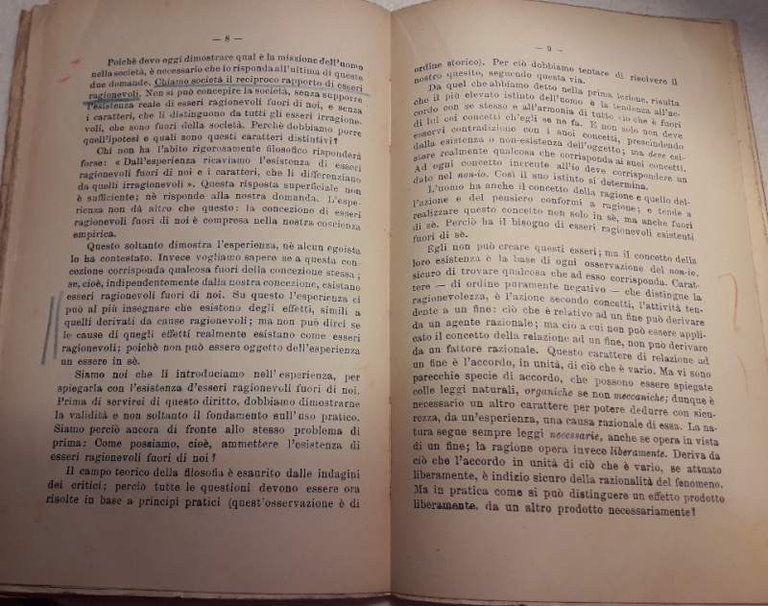 — 8 —
Poichè devo oggi dimostrare qual è la missione dell'uomo
nella società, è necessario che io risponda all'ultima di queste
due domande. Chiamo società il reciproco rapporto di esseri
ragionevoli. Non si può concepire la società, senza supporre
l'esistenza reale di esseri ragionevoli fuori di noi, e senza
i caratteri, che li distinguono da tutti gli esseri irragione-
voli, che sono fuori della società. Perchè dobbiamo porre
quell'ipotesi e quali sono questi caratteri distintivi?
Chi non ha l'abito rigorosamente filosofico risponderà
forse: « Dall'esperienza ricaviamo l'esistenza di esseri
ragionevoli fuori di noi e i caratteri, che li differenziano
da quelli irragionevoli ». Questa risposta superficiale non
è sufficiente; nè risponde alla nostra domanda. L'espe-
rienza non dà altro che questo: la concezione di esseri
ragionevoli fuori di noi è compresa nella nostra coscienza
empirica.
Questo soltanto dimostra l'esperienza, nè alcun egoista
lo ha contestato. Invece vogliamo sapere se a questa con-
cezione corrisponda qualcosa fuori della concezione stessa;
se, cioè, indipendentemente dalla nostra concezione, esistano
esseri ragionevoli fuori di noi. Su questo l'esperienza ci
può al più insegnare che esistono degli effetti, simili a
quelli derivati da cause ragionevoli; ma non può dirci se
le cause di quegli effetti realmente esistano come esseri
ragionevoli; poichè non può essere oggetto dell'esperienza
un essere in sè.
Siamo noi che li introduciamo nell'esperienza, per
spiegarla con l'esistenza d'esseri ragionevoli fuori di noi.
Prima di servirci di questo diritto, dobbiamo dimostrarne
la validità e non soltanto il fondamento sull'uso pratico.
Siamo perciò ancora di fronte allo stesso problema di
prima: Come possiamo, cioè, ammettere l'esistenza di
esseri ragionevoli fuori di noi?
Il campo teorico della filosofia è esaurito dalle indagini
dei critici; perciò tutte le questioni devono essere ora
risolte in base a principi pratici (quest'osservazione è di
— 9 —
ordine storico). Per ciò dobbiamo tentare di risolvere il
nostro quesito, seguendo questa via.
Da quel che abbiamo detto nella prima lezione, risulta
che il più elevato istinto dell'uomo è la tendenza all'ac-
cordo con se stesso e all'armonia di tutto ciò che è fuori
di lui coi concetti ch'egli se ne fa. E non solo non deve
esservi contradizione con i suoi concetti, prescindendo
dalla esistenza o non-esistenza dell'oggetto; ma deve esi-
stere realmente qualcosa che corrisponda ai suoi concetti.
Ad ogni concetto inerente all'io deve corrispondere un
dato nel non-io. Così il suo istinto si determina.
L'uomo ha anche il concetto della ragione e quello del-
l'azione e del pensiero conformi a ragione; e tende a
realizzare questo concetto non solo in sè, ma anche fuori
di sè. Perciò ha il bisogno di esseri ragionevoli esistenti
fuori di sè.
Egli non può creare questi esseri; ma il concetto della
loro esistenza è la base di ogni osservazione del non-io,
sicuro di trovare qualcosa che ad esso corrisponda. Carat-
tere — di ordine puramente negativo — che distingue la
ragionevolezza, è l'azione secondo concetti, l'attività ten-
dente a un fine: ciò che è relativo ad un fine può derivare
da un agente razionale; ma ciò a cui non può essere appli-
cato il concetto della relazione ad un fine, non può derivare
da un fattore razionale. Questo carattere di relazione ad
un fine è l'accordo, in unità, di ciò che è vario. Ma vi sono
parecchie specie di accordo, che possono essere spiegate
colle leggi naturali, organiche se non meccaniche; dunque è
necessario un altro carattere per potere dedurre con sicu-
rezza, da un'esperienza, una causa razionale di essa. La na-
tura segue sempre leggi necessarie, anche se opera in vista
di un fine; la ragione opera invece liberamente. Deriva da
ciò che l'accordo in unità di ciò che è vario, se attuato
liberamente, è indizio sicuro della razionalità del fenomeno.
Ma in pratica come si può distinguere un effetto prodotto
liberamente, da un altro prodotto necessariamente?